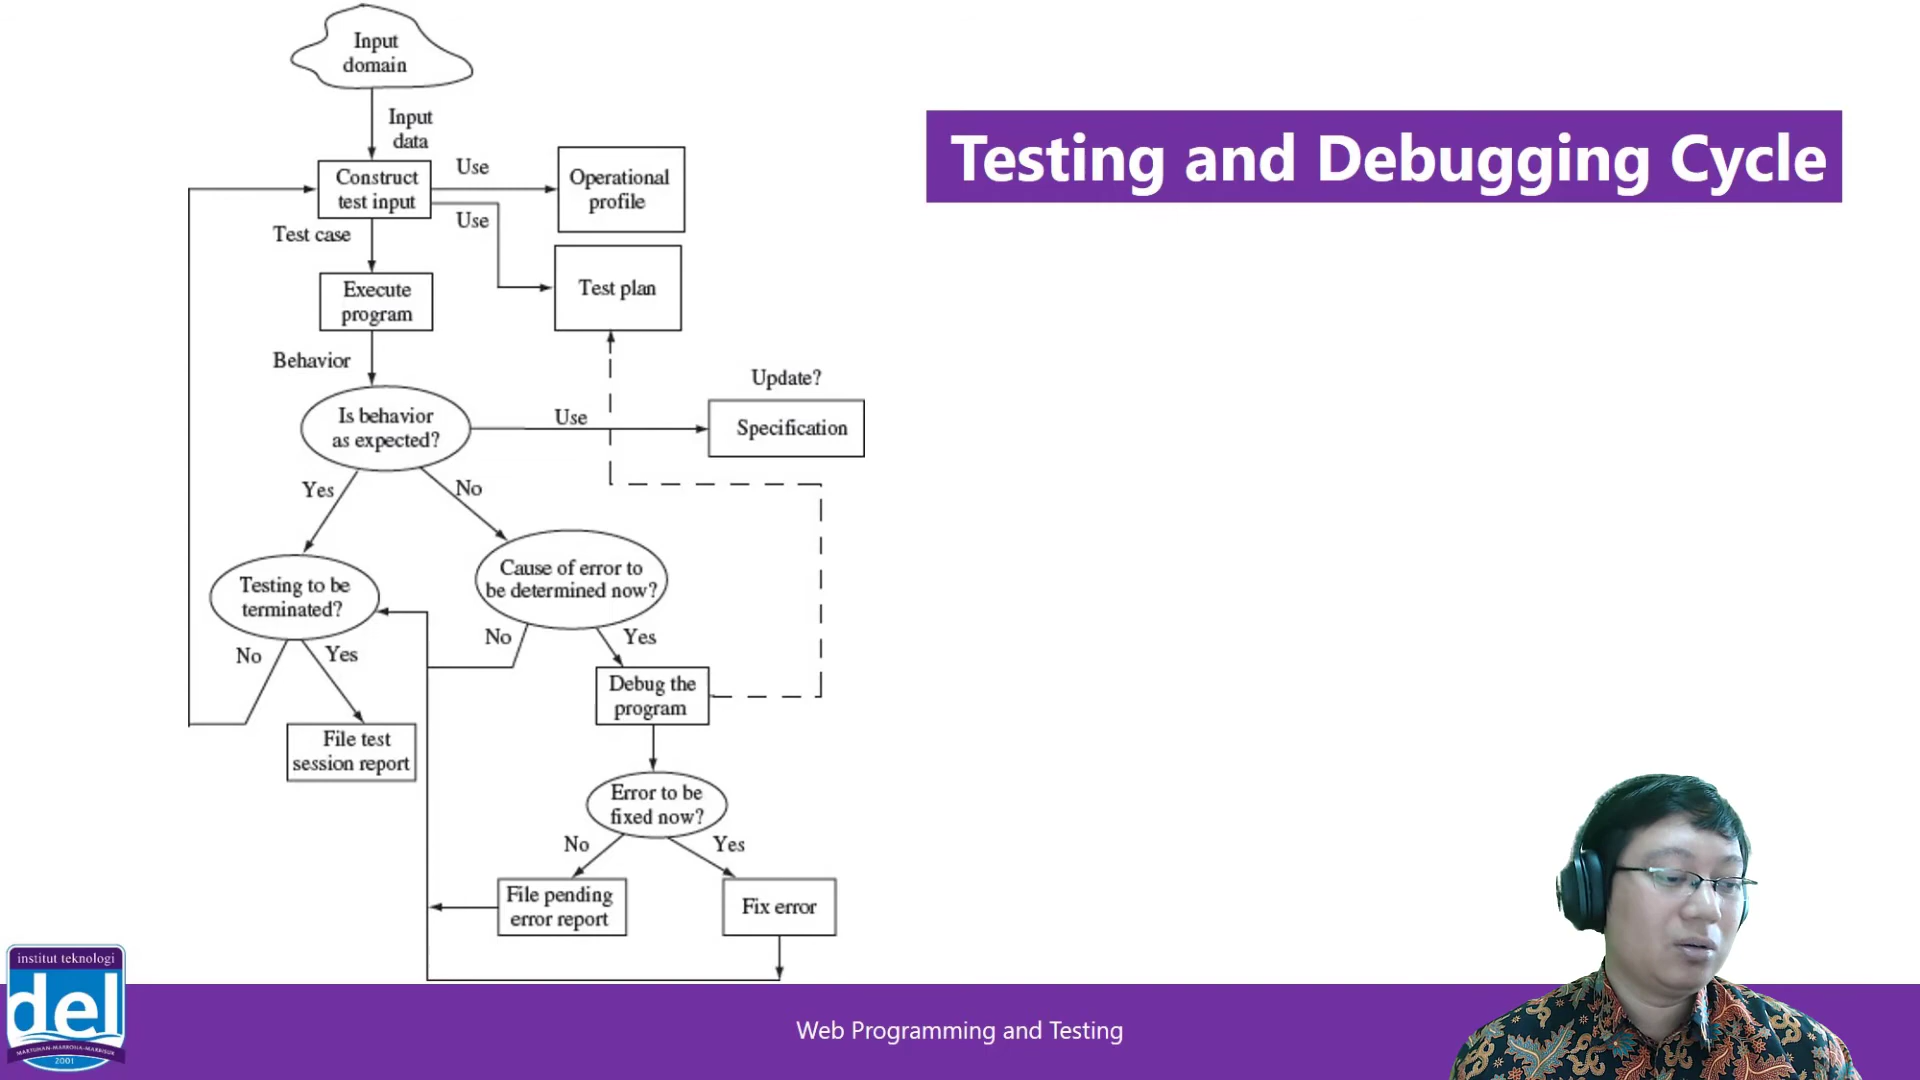 Input
domain
Input
data
Use
Construct
test input
Operational
profile
Use
Test case
Execute
program
Test plan
Behavior
Update?
Is behavior
as expected?
Use
Specification
Yes
No
Cause of error to
be determined now?
Testing to be
terminated?
No
Yes
No
Yes
Debug the
program
File test
session report
Error to be
fixed now?
No
Yes
File pending
error report
Fix error
Testing and Debugging Cycle
institut teknologi
del
MARTUHAN-MARROHA-MARBISUK
2001
Web Programming and Testing